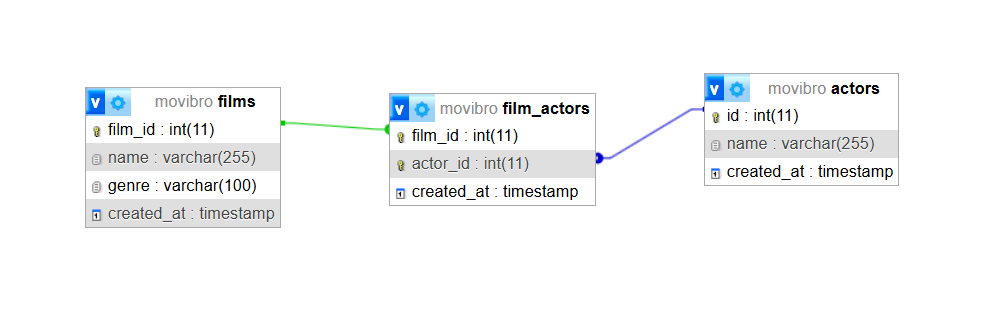 v movibro films
film_id : int(11)
name : varchar(255)
genre : varchar(100)
created_at : timestamp
v movibro film_actors
film_id : int(11)
actor_id : int(11)
created_at : timestamp
v movibro actors
id : int(11)
name : varchar(255)
created_at : timestamp